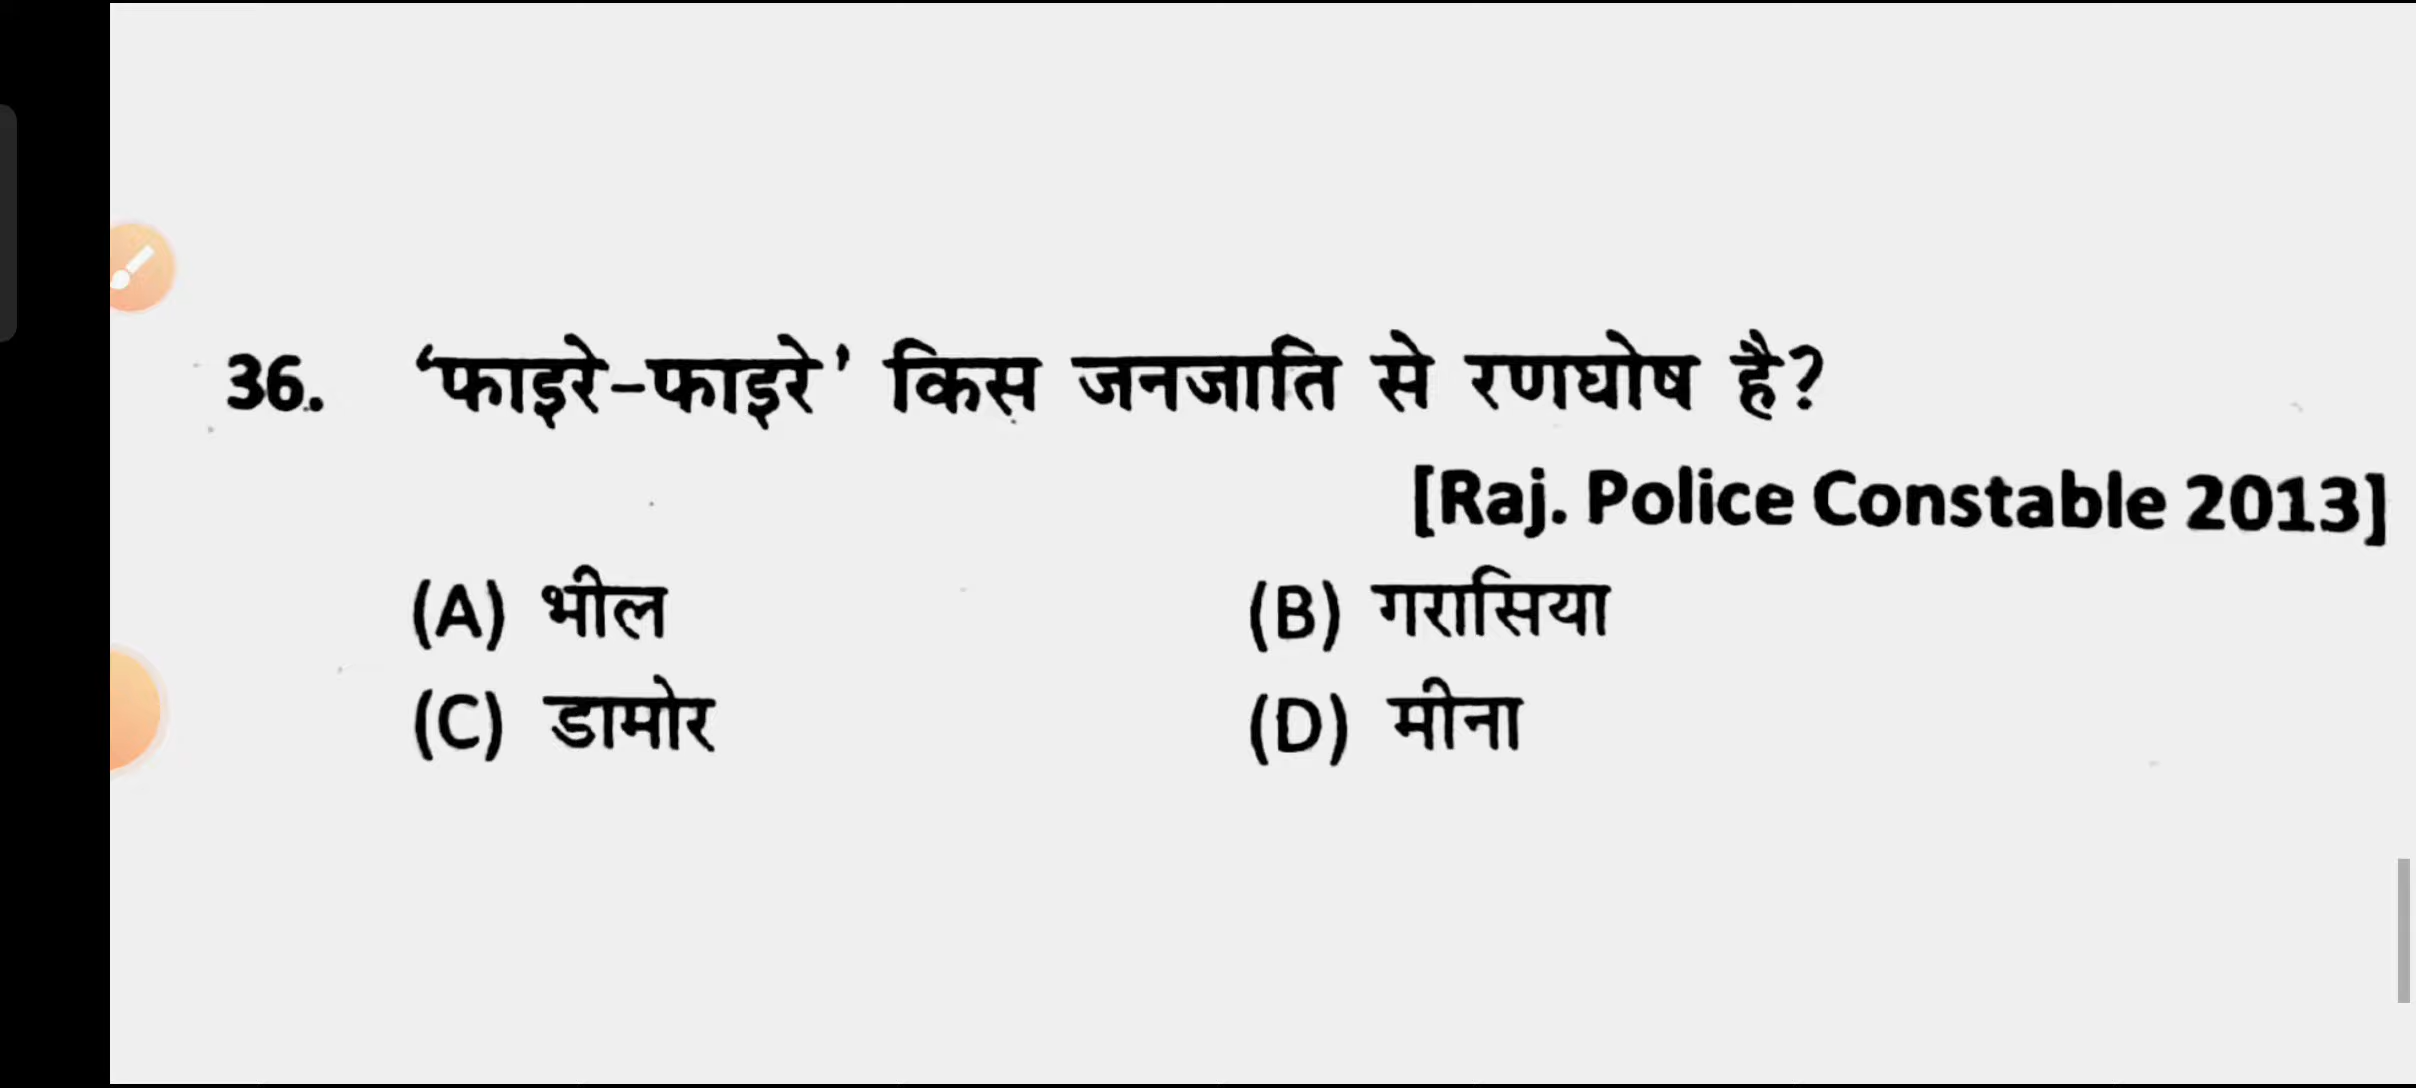 36. ‘फाइरे-फाइरे’ किस जनजाति से रणघोष है?
[Raj. Police Constable 2013]
(A) भील (B) गरासिया
(C) डामोर (D) मीना